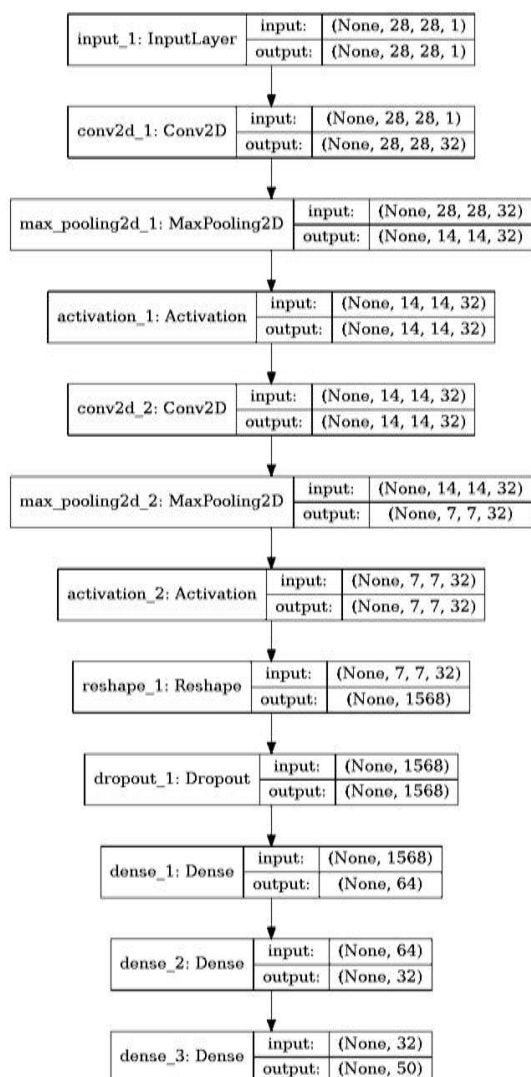 input_1: InputLayer input: (None, 28, 28, 1)
output: (None, 28, 28, 1)
conv2d_1: Conv2D input: (None, 28, 28, 1)
output: (None, 28, 28, 32)
max_pooling2d_1: MaxPooling2D input: (None, 28, 28, 32)
output: (None, 14, 14, 32)
activation_1: Activation input: (None, 14, 14, 32)
output: (None, 14, 14, 32)
conv2d_2: Conv2D input: (None, 14, 14, 32)
output: (None, 14, 14, 32)
max_pooling2d_2: MaxPooling2D input: (None, 14, 14, 32)
output: (None, 7, 7, 32)
activation_2: Activation input: (None, 7, 7, 32)
output: (None, 7, 7, 32)
reshape_1: Reshape input: (None, 7, 7, 32)
output: (None, 1568)
dropout_1: Dropout input: (None, 1568)
output: (None, 1568)
dense_1: Dense input: (None, 1568)
output: (None, 64)
dense_2: Dense input: (None, 64)
output: (None, 32)
dense_3: Dense input: (None, 32)
output: (None, 50)